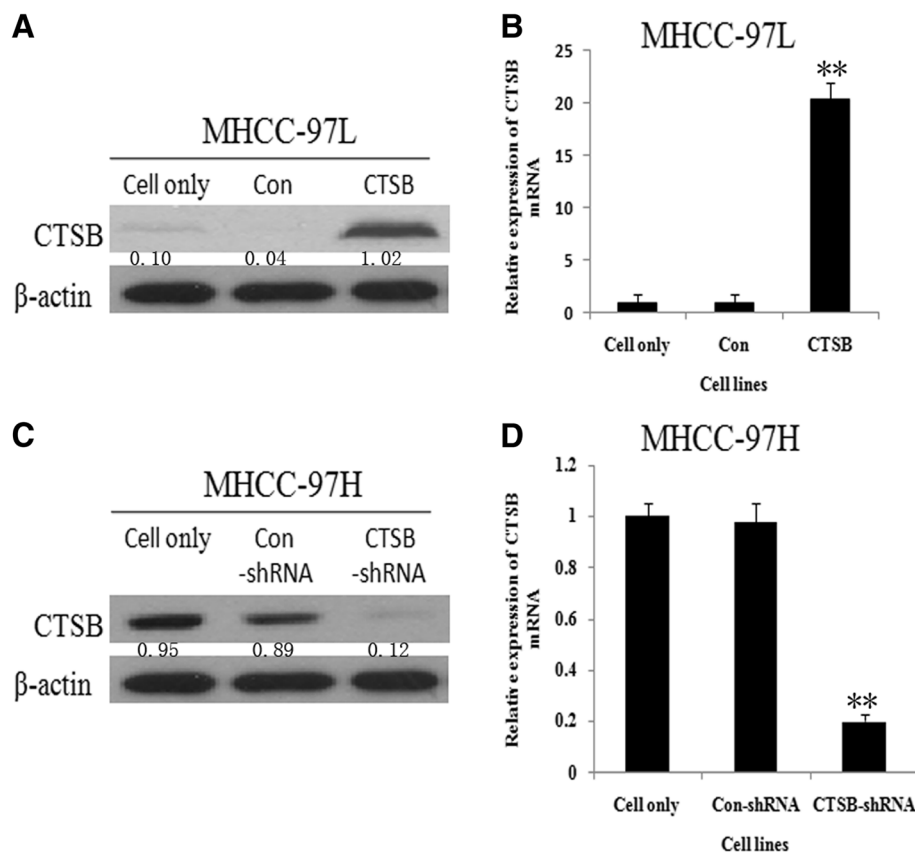 A
MHCC-97L
Cell only Con CTSB
CTSB
0.10 0.04 1.02
β-actin
B
MHCC-97L
Relative expression of CTSB
mRNA
25
20
15
10
5
0
**
Cell only Con CTSB
Cell lines
C
MHCC-97H
Cell only Con CTSB
-shRNA -shRNA
CTSB
0.95 0.89 0.12
β-actin
D
MHCC-97H
Relative expression of CTSB
mRNA
1.2
1
0.8
0.6
0.4
0.2
0
**
Cell only Con-shRNA CTSB-shRNA
Cell lines